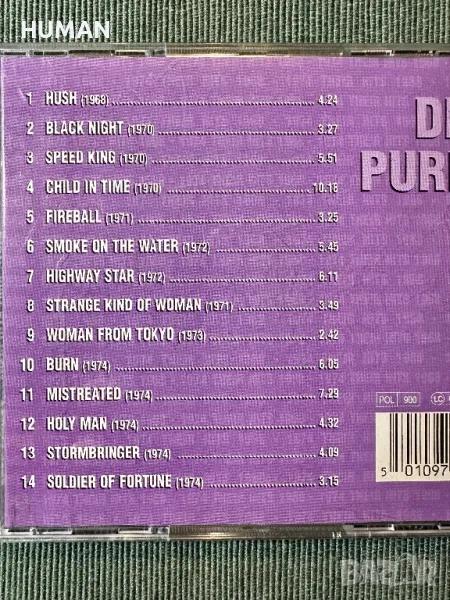 HUMAN
1 HUSH (1968) 4.24
2 BLACK NIGHT (1970) 3.27
3 SPEED KING (1970) 5.51
4 CHILD IN TIME (1970) 10.18
5 FIREBALL (1971) 3.25
6 SMOKE ON THE WATER (1972) 5.45
7 HIGHWAY STAR (1972) 6.11
8 STRANGE KIND OF WOMAN (1971) 3.49
9 WOMAN FROM TOKYO (1973) 2.42
10 BURN (1974) 6.05
11 MISTREATED (1974) 7.29
12 HOLY MAN (1974) 4.32
13 STORMBRINGER (1974) 4.09
14 SOLDIER OF FORTUNE (1974) 3.15
POL 900 LC
5 01097